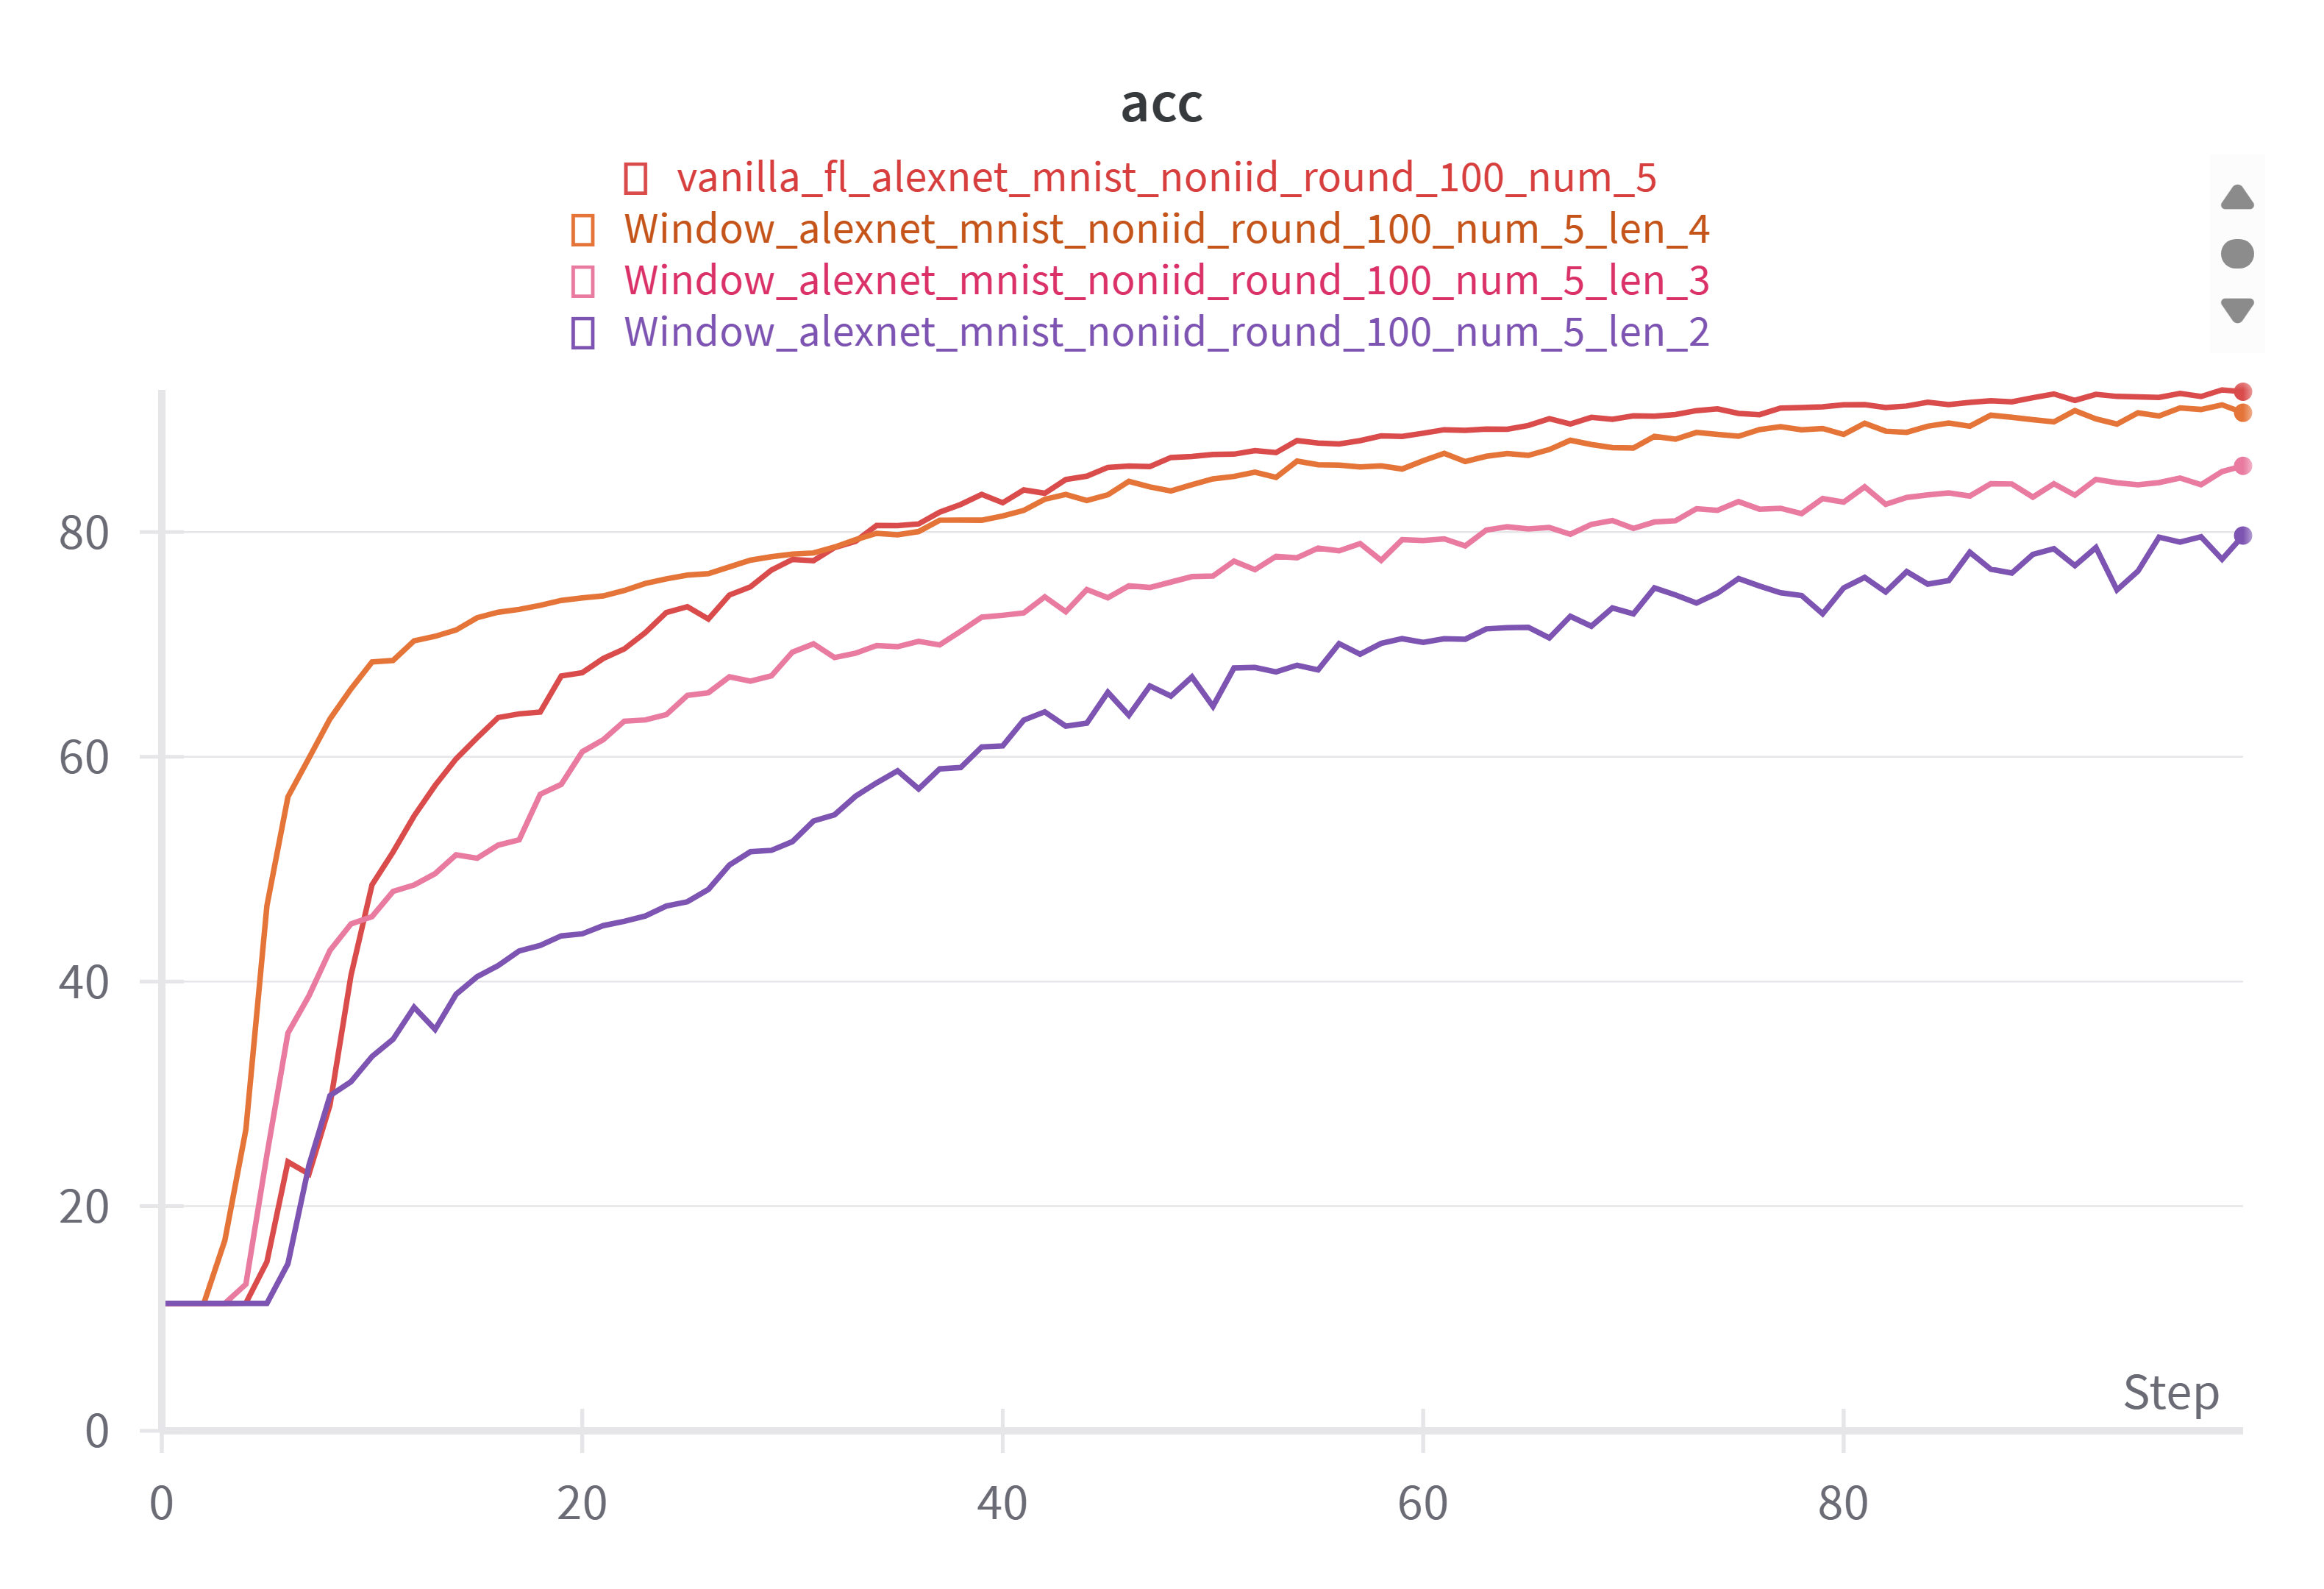 acc
vanilla_fl_alexnet_mnist_noniid_round_100_num_5
Window_alexnet_mnist_noniid_round_100_num_5_len_4
Window_alexnet_mnist_noniid_round_100_num_5_len_3
Window_alexnet_mnist_noniid_round_100_num_5_len_2
80
60
40
20
0
Step
0 20 40 60 80